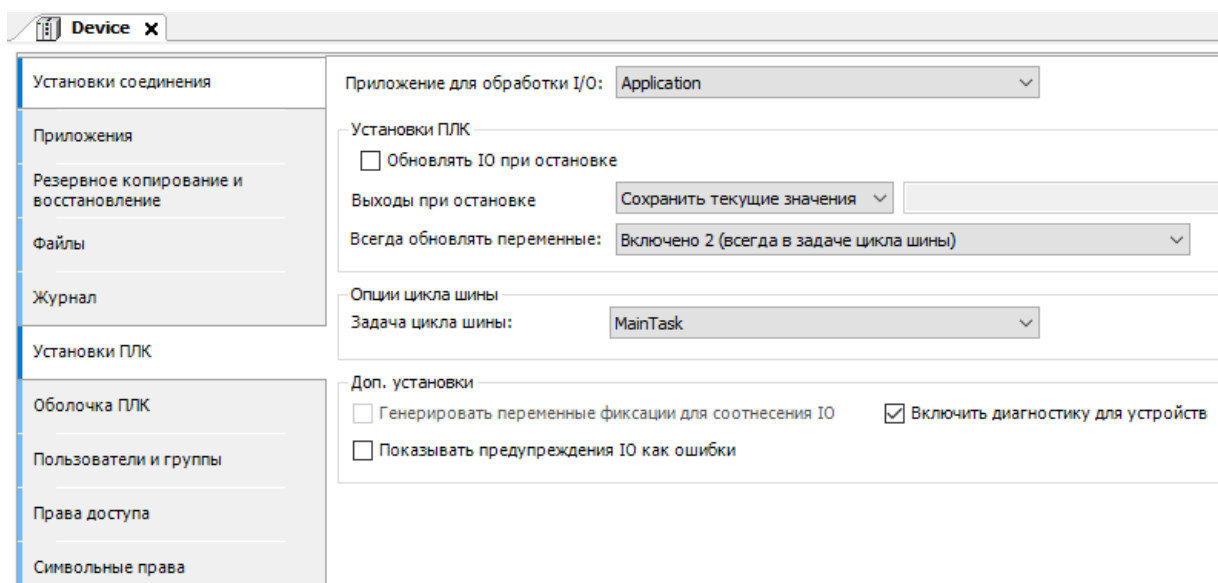 Device
Установки соединения
Приложения
Резервное копирование и
восстановление
Файлы
Журнал
Установки ПЛК
Оболочка ПЛК
Пользователи и группы
Права доступа
Символьные права
Приложение для обработки I/O: Application
Установки ПЛК
Обновлять IO при остановке
Выходы при остановке Сохранить текущие значения
Всегда обновлять переменные: Включено 2 (всегда в задаче цикла шины)
Опции цикла шины
Задача цикла шины: MainTask
Доп. установки
Генерировать переменные фиксации для соотнесения IO Включить диагностику для устройств
Показывать предупреждения IO как ошибки